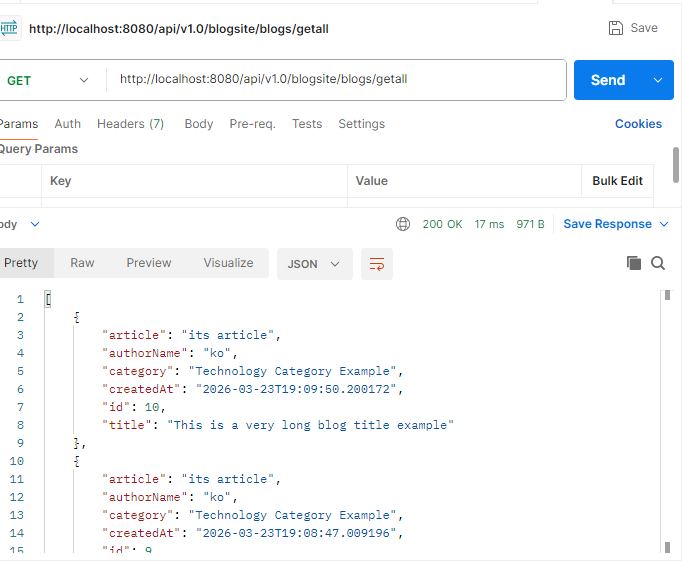 HTTP http://localhost:8080/api/v1.0/blogsite/blogs/getall Save
GET http://localhost:8080/api/v1.0/blogsite/blogs/getall Send
Params Auth Headers (7) Body Pre-req. Tests Settings Cookies
Query Params
Key Value Bulk Edit
ody 200 OK 17 ms 971 B Save Response
Pretty Raw Preview Visualize JSON
1 [
2 {
3 "article": "its article",
4 "authorName": "ko",
5 "category": "Technology Category Example",
6 "createdAt": "2026-03-23T19:09:50.200172",
7 "id": 10,
8 "title": "This is a very long blog title example"
9 },
10 {
11 "article": "its article",
12 "authorName": "ko",
13 "category": "Technology Category Example",
14 "createdAt": "2026-03-23T19:08:47.009196",
15 "id": 9